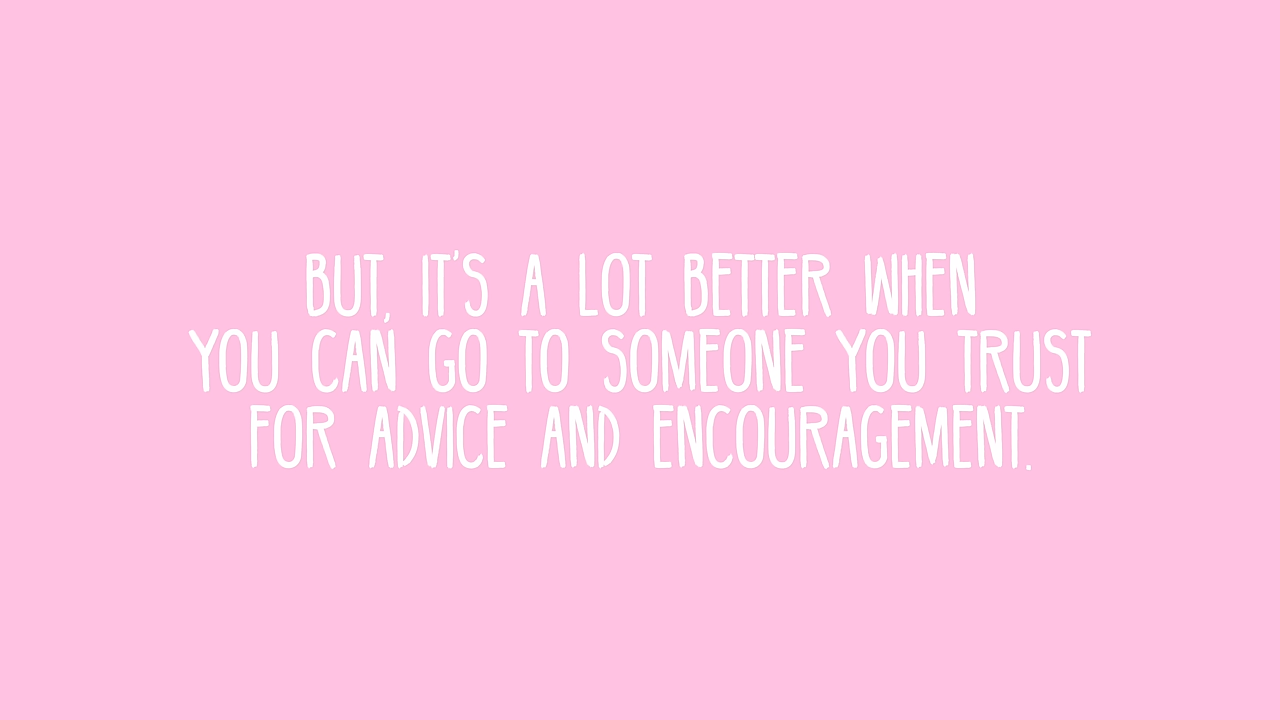 BUT, IT'S A LOT BETTER WHEN
YOU CAN GO TO SOMEONE YOU TRUST
FOR ADVICE AND ENCOURAGEMENT.